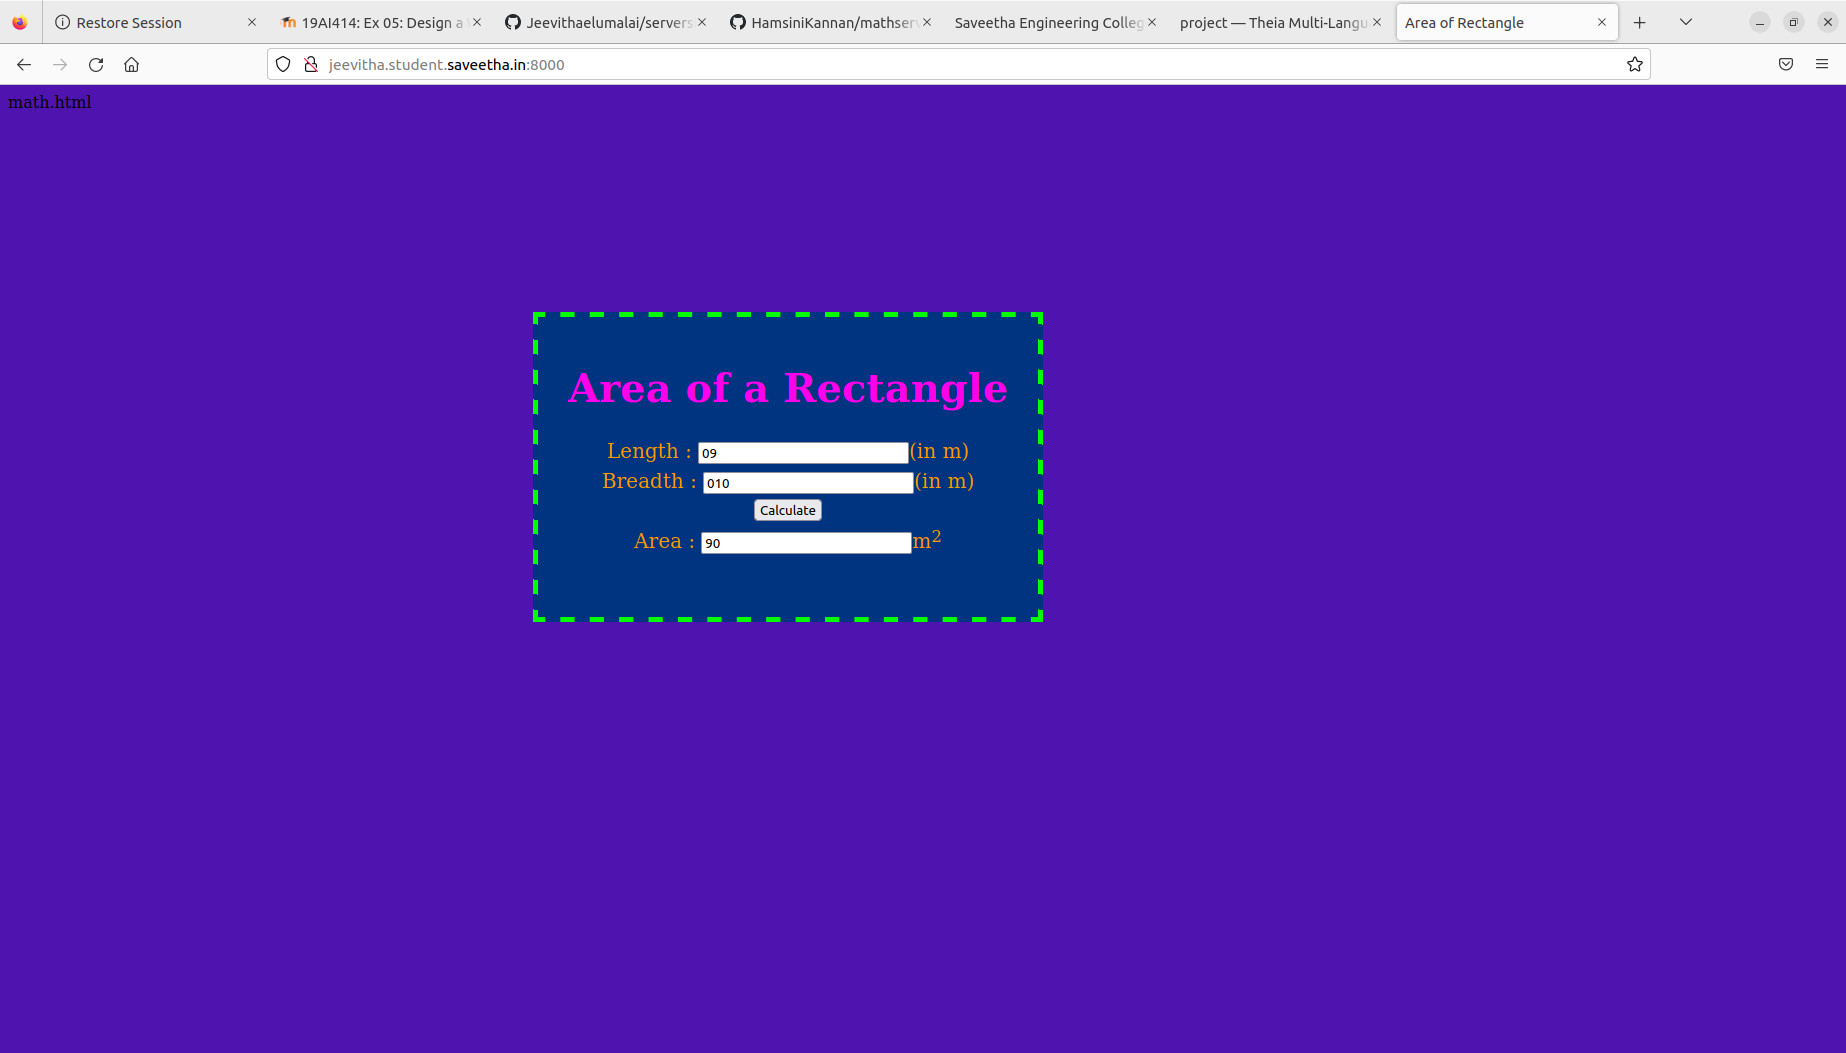 Restore Session
19AI414: Ex 05: Design a
Jeevithaelumalai/servers
HamsiniKannan/mathser
Saveetha Engineering Colleg
project — Theia Multi-Langu
Area of Rectangle
jeevitha.student.saveetha.in:8000
math.html
Area of a Rectangle
Length : 09 (in m)
Breadth : 010 (in m)
Calculate
Area : 90 m²